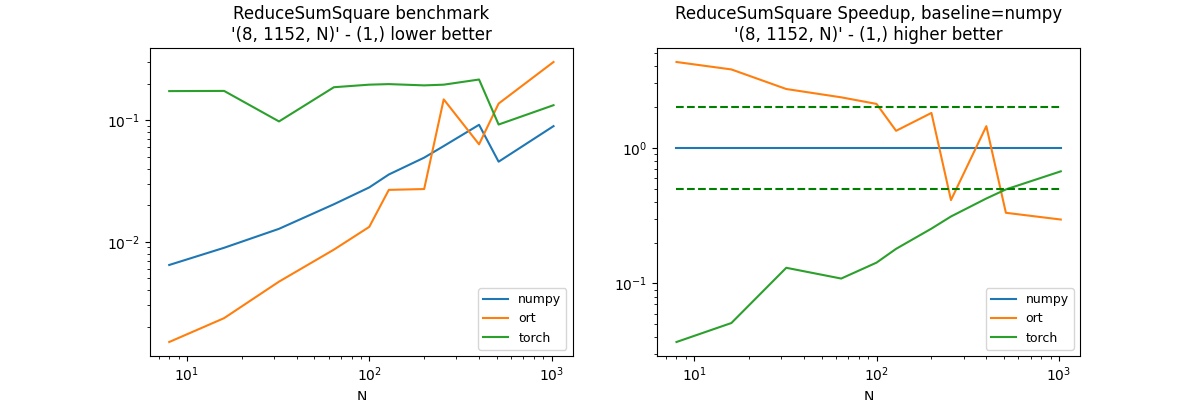 ReduceSumSquare benchmark
'(8, 1152, N)' - (1,) lower better
10⁻¹
10⁻²
10¹
10²
10³
N
numpy
ort
torch
ReduceSumSquare Speedup, baseline=numpy
'(8, 1152, N)' - (1,) higher better
10⁰
10⁻¹
10¹
10²
10³
N
numpy
ort
torch